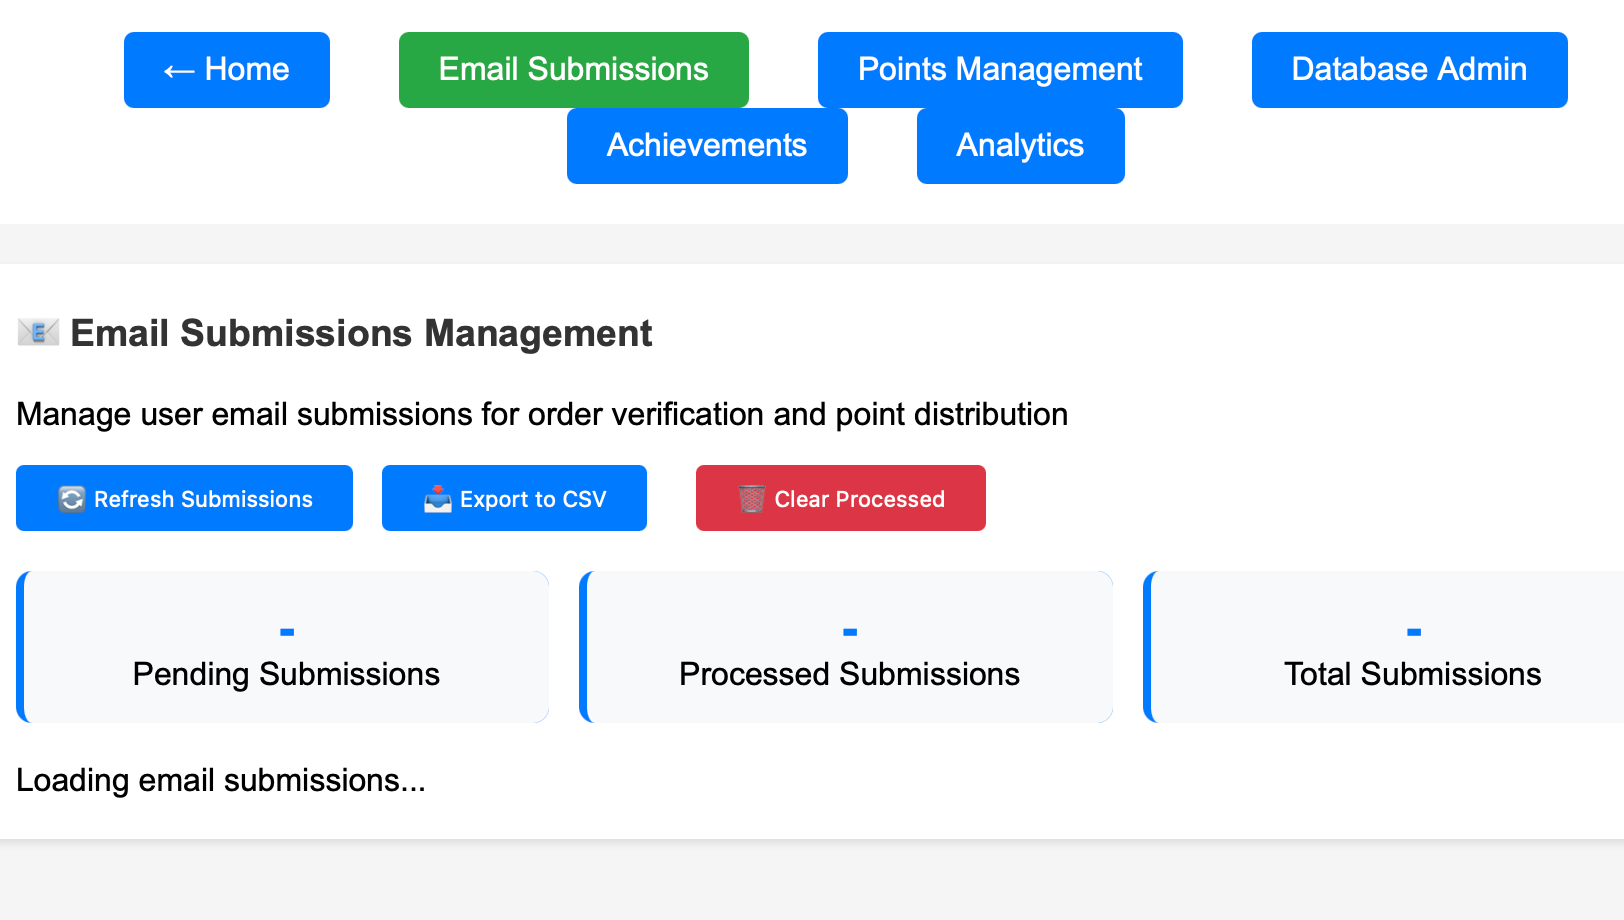 ← Home Email Submissions Points Management Database Admin
Achievements Analytics
📧 Email Submissions Management
Manage user email submissions for order verification and point distribution
🔄 Refresh Submissions 📤 Export to CSV 🗑️ Clear Processed
- - -
Pending Submissions Processed Submissions Total Submissions
Loading email submissions...